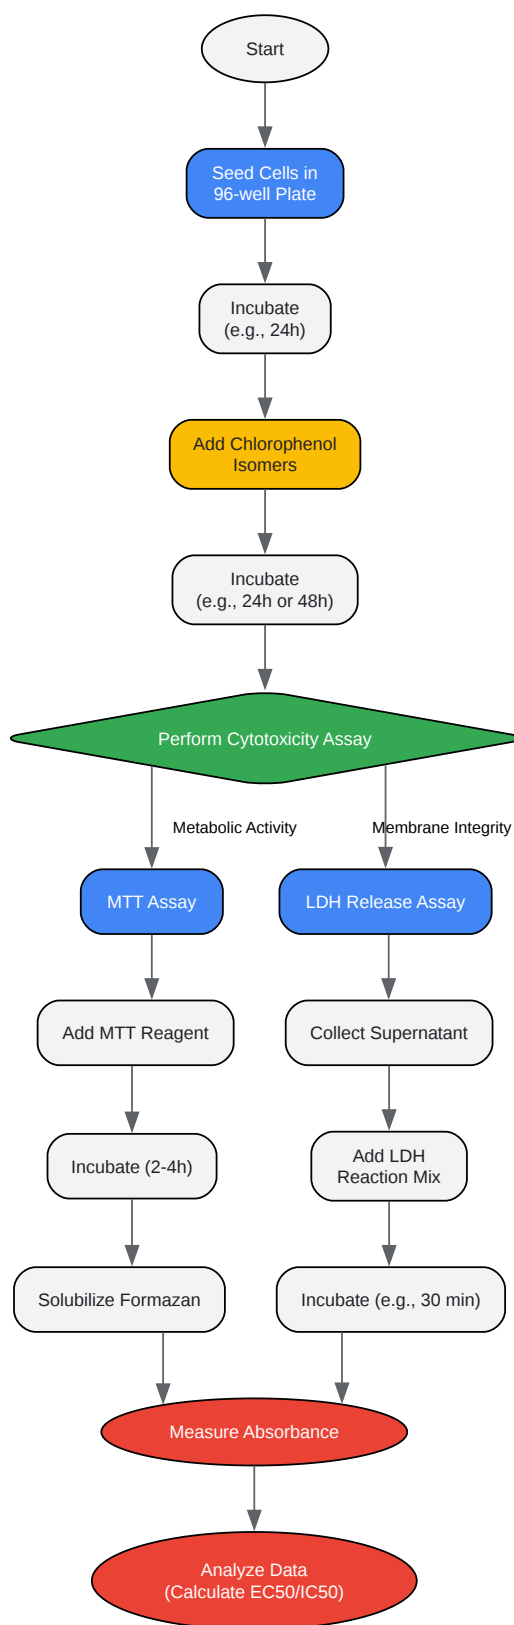 Start
Seed Cells in
96-well Plate
Incubate
(e.g., 24h)
Add Chlorophenol
Isomers
Incubate
(e.g., 24h or 48h)
Perform Cytotoxicity Assay
Metabolic Activity
Membrane Integrity
MTT Assay
LDH Release Assay
Add MTT Reagent
Collect Supernatant
Incubate (2-4h)
Add LDH
Reaction Mix
Solubilize Formazan
Incubate (e.g., 30 min)
Measure Absorbance
Analyze Data
(Calculate EC50/IC50)